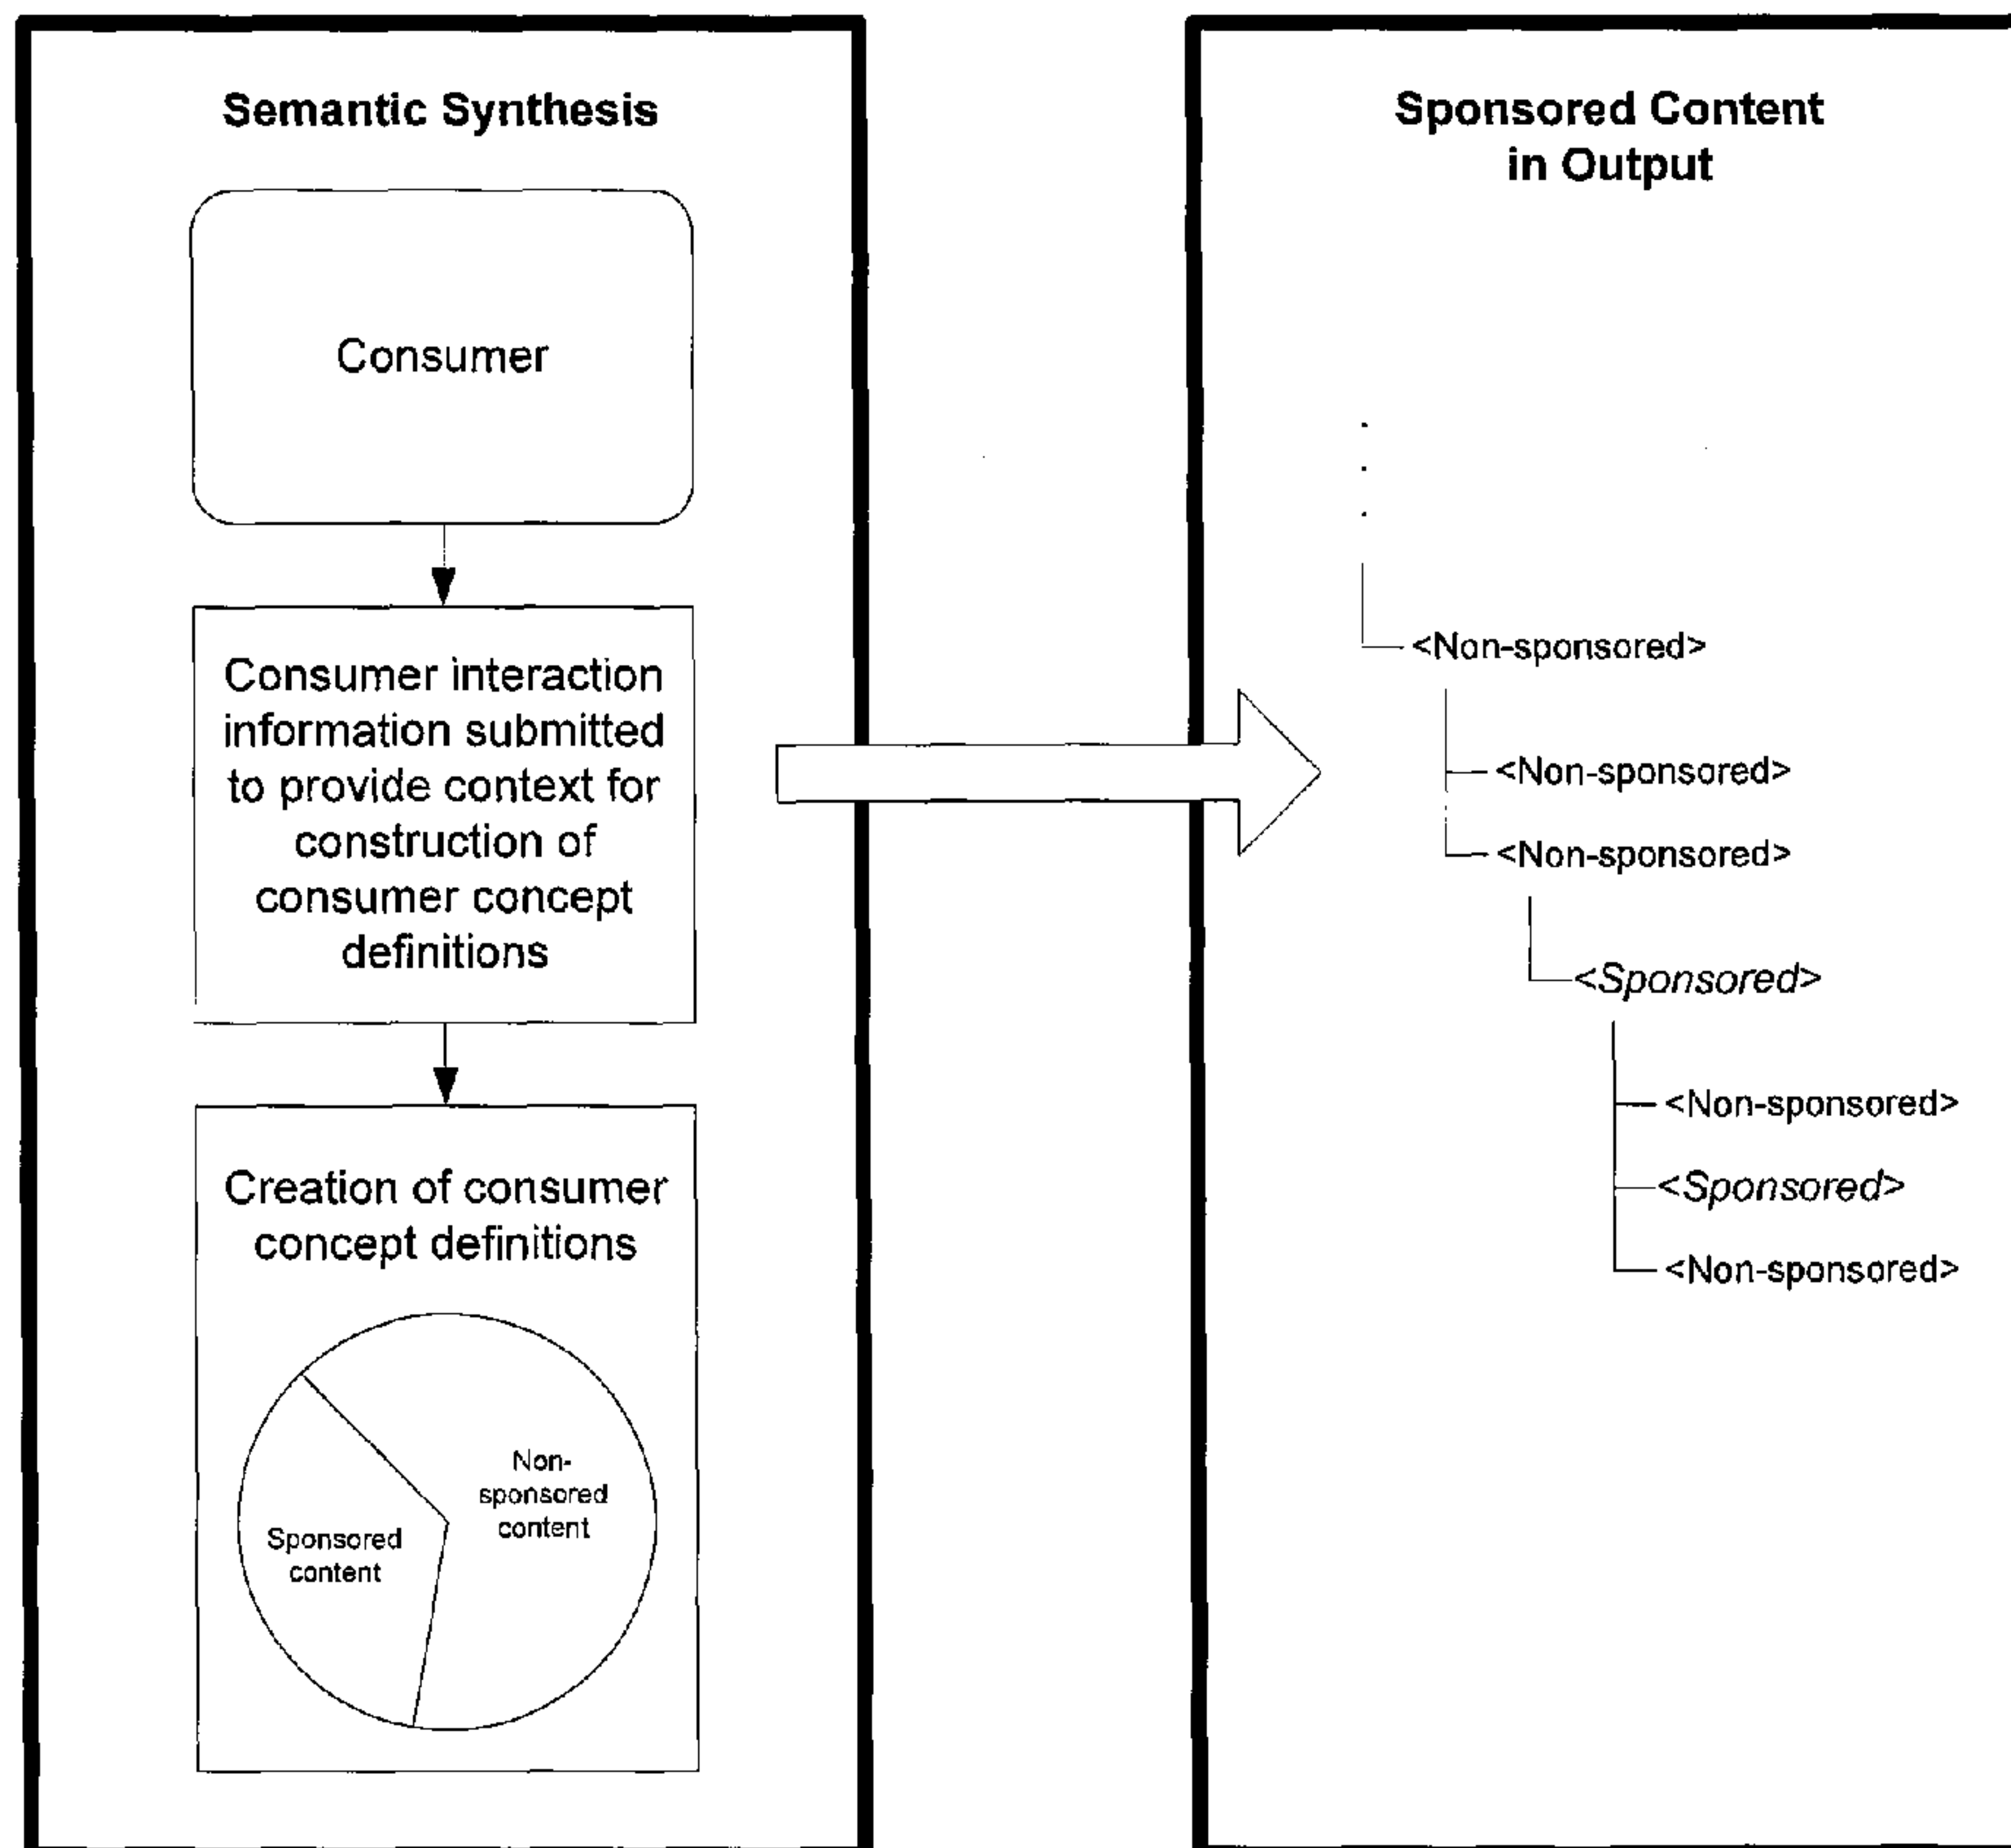 Semantic Synthesis
Consumer
Consumer interaction
information submitted
to provide context for
construction of
consumer concept
definitions
Creation of consumer
concept definitions
Non-
sponsored
content
Sponsored
content
Sponsored Content
in Output
<Non-sponsored>
<Non-sponsored>
<Non-sponsored>
<Sponsored>
<Non-sponsored>
<Sponsored>
<Non-sponsored>